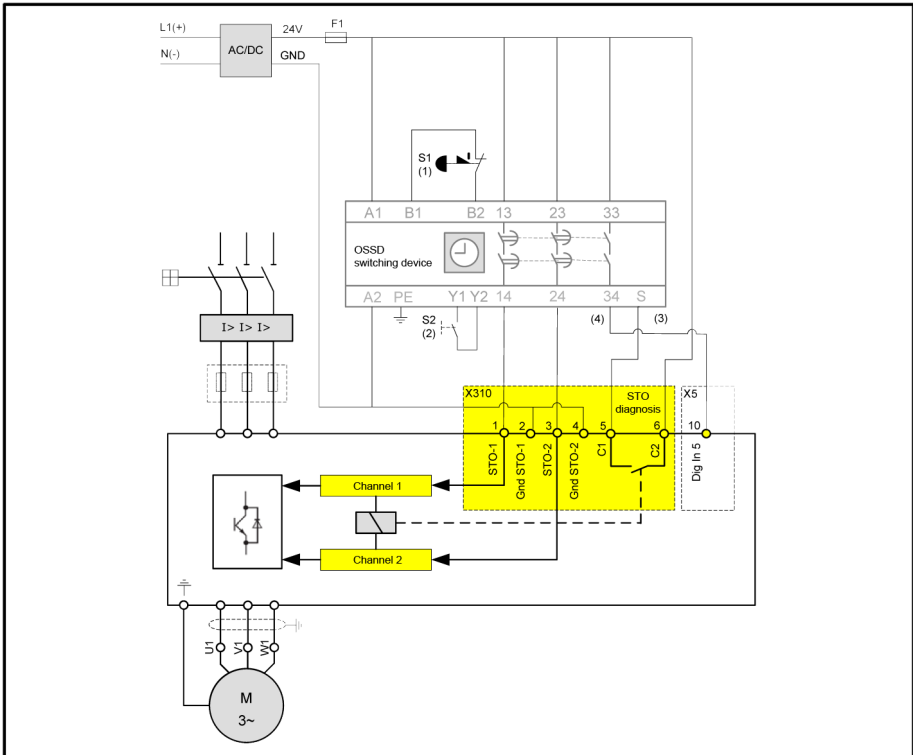 L1(+)
24V
F1
AC/DC
N(-)
GND
S1
(1)
A1 B1 B2 13 23 33
OSSD
switching device
A2 PE Y1 Y2 14 24 34 S
S2
(2)
(4)
(3)
I> I> I>
X310
STO
diagnosis
X5
1 2 3 4 5 6 10
STO-1
Gnd STO-1
STO-2
Gnd STO-2
C1
C2
Dig In 5
Channel 1
Channel 2
U1
V1
W1
M
3~